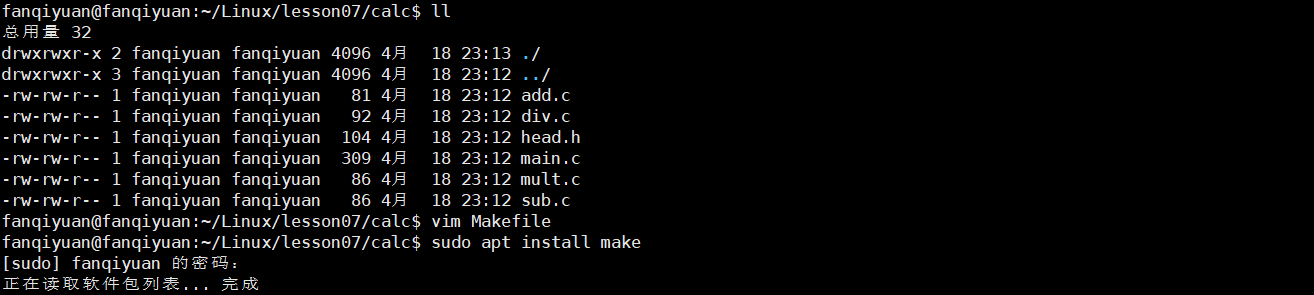 fanqiyuan@fanqiyuan:~/Linux/lesson07/calc$ ll
总用量 32
drwxrwxr-x 2 fanqiyuan fanqiyuan 4096 4月  18 23:13 ./
drwxrwxr-x 3 fanqiyuan fanqiyuan 4096 4月  18 23:12 ../
-rw-rw-r-- 1 fanqiyuan fanqiyuan   81 4月  18 23:12 add.c
-rw-rw-r-- 1 fanqiyuan fanqiyuan   92 4月  18 23:12 div.c
-rw-rw-r-- 1 fanqiyuan fanqiyuan  104 4月  18 23:12 head.h
-rw-rw-r-- 1 fanqiyuan fanqiyuan  309 4月  18 23:12 main.c
-rw-rw-r-- 1 fanqiyuan fanqiyuan   86 4月  18 23:12 mult.c
-rw-rw-r-- 1 fanqiyuan fanqiyuan   86 4月  18 23:12 sub.c
fanqiyuan@fanqiyuan:~/Linux/lesson07/calc$ vim Makefile
fanqiyuan@fanqiyuan:~/Linux/lesson07/calc$ sudo apt install make
[sudo] fanqiyuan 的密码：
正在读取软件包列表... 完成